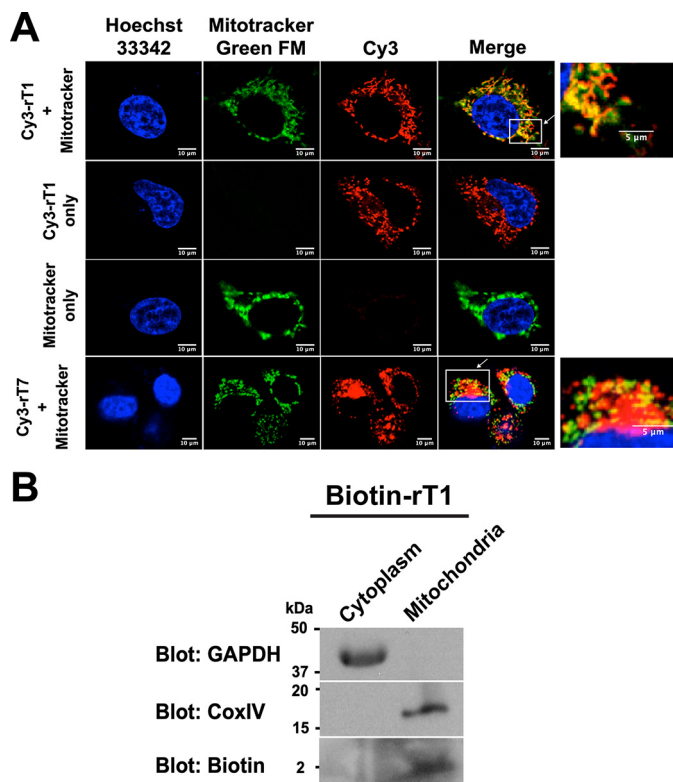 A
Hoechst 33342
Mitotracker Green FM
Cy3
Merge
Cy3-rT1 + Mitotracker
10 µm
10 µm
10 µm
10 µm
5 µm
Cy3-rT1 only
10 µm
10 µm
10 µm
10 µm
Mitotracker only
10 µm
10 µm
10 µm
10 µm
Cy3-rT7 + Mitotracker
10 µm
10 µm
10 µm
10 µm
5 µm
B
Biotin-rT1
kDa
Cytoplasm
Mitochondria
50
Blot: GAPDH
37
20
Blot: CoxIV
15
Blot: Biotin
2